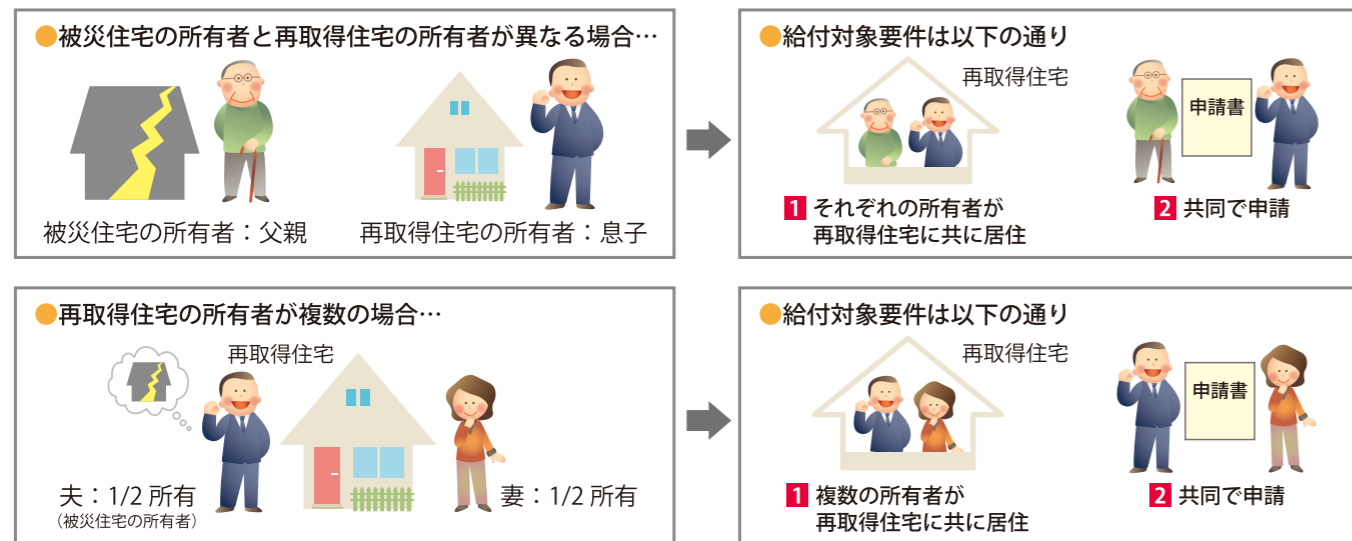 ●被災住宅の所有者と再取得住宅の所有者が異なる場合…
被災住宅の所有者：父親
再取得住宅の所有者：息子
●給付対象要件は以下の通り
再取得住宅
申請書
1 それぞれの所有者が
再取得住宅に共に居住
2 共同で申請
●再取得住宅の所有者が複数の場合…
再取得住宅
夫：1/2 所有
（被災住宅の所有者）
妻：1/2 所有
●給付対象要件は以下の通り
再取得住宅
申請書
1 複数の所有者が
再取得住宅に共に居住
2 共同で申請